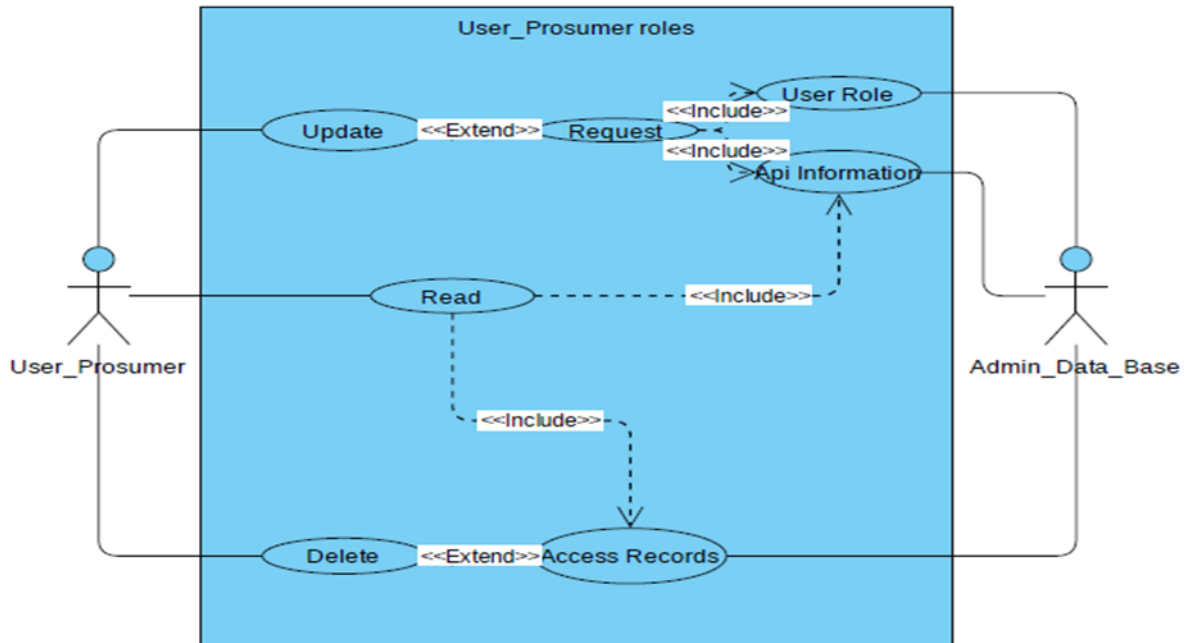 User_Prosumer roles
User Role
<<Include>>
Update
<<Extend>>
Request
<<Include>>
Api Information
Read
<<Include>>
User_Prosumer
Admin_Data_Base
<<Include>>
Delete
<<Extend>>
Access Records